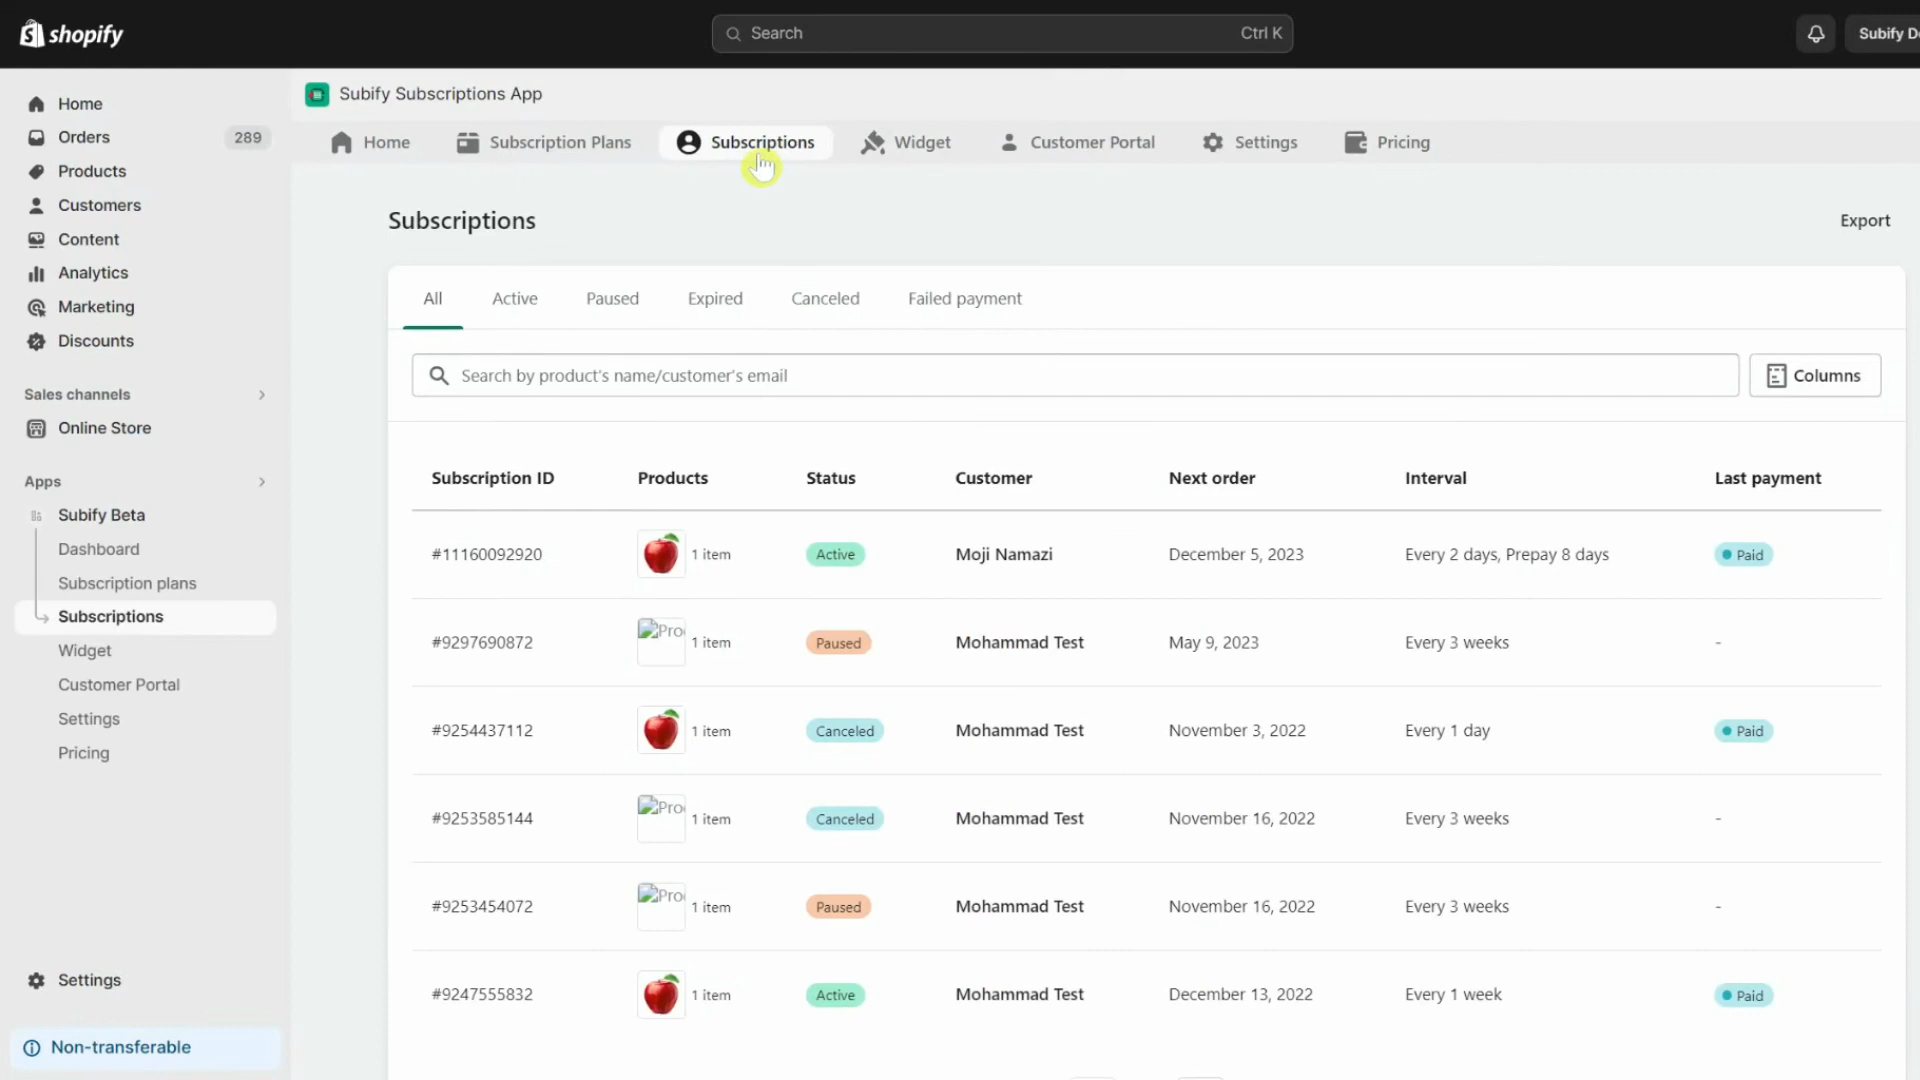 shopify
Search Ctrl K
Subify De
Home
Orders 289
Products
Customers
Content
Analytics
Marketing
Discounts
Sales channels
Online Store
Apps
Subify Beta
Dashboard
Subscription plans
Subscriptions
Widget
Customer Portal
Settings
Pricing
Settings
Non-transferable
Subify Subscriptions App
Home Subscription Plans Subscriptions Widget Customer Portal Settings Pricing
Subscriptions Export
All Active Paused Expired Canceled Failed payment
Search by product's name/customer's email Columns
Subscription ID Products Status Customer Next order Interval Last payment
#11160092920 1 item Active Moji Namazi December 5, 2023 Every 2 days, Prepay 8 days Paid
#9297690872 Pro 1 item Paused Mohammad Test May 9, 2023 Every 3 weeks -
#9254437112 1 item Canceled Mohammad Test November 3, 2022 Every 1 day Paid
#9253585144 Pro 1 item Canceled Mohammad Test November 16, 2022 Every 3 weeks -
#9253454072 Pro 1 item Paused Mohammad Test November 16, 2022 Every 3 weeks -
#9247555832 1 item Active Mohammad Test December 13, 2022 Every 1 week Paid